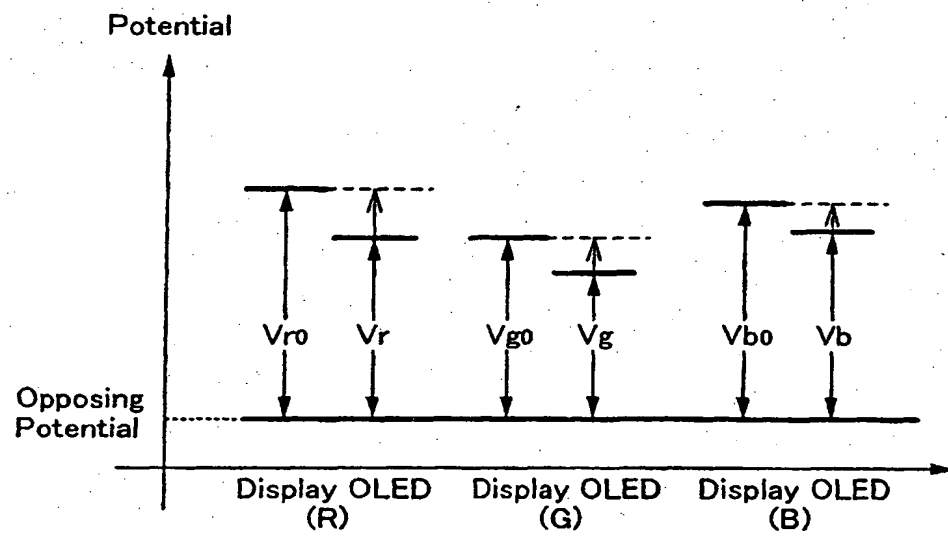 Potential
Vr0
Vr
Vg0
Vg
Vb0
Vb
Opposing
Potential
Display OLED
(R)
Display OLED
(G)
Display OLED
(B)